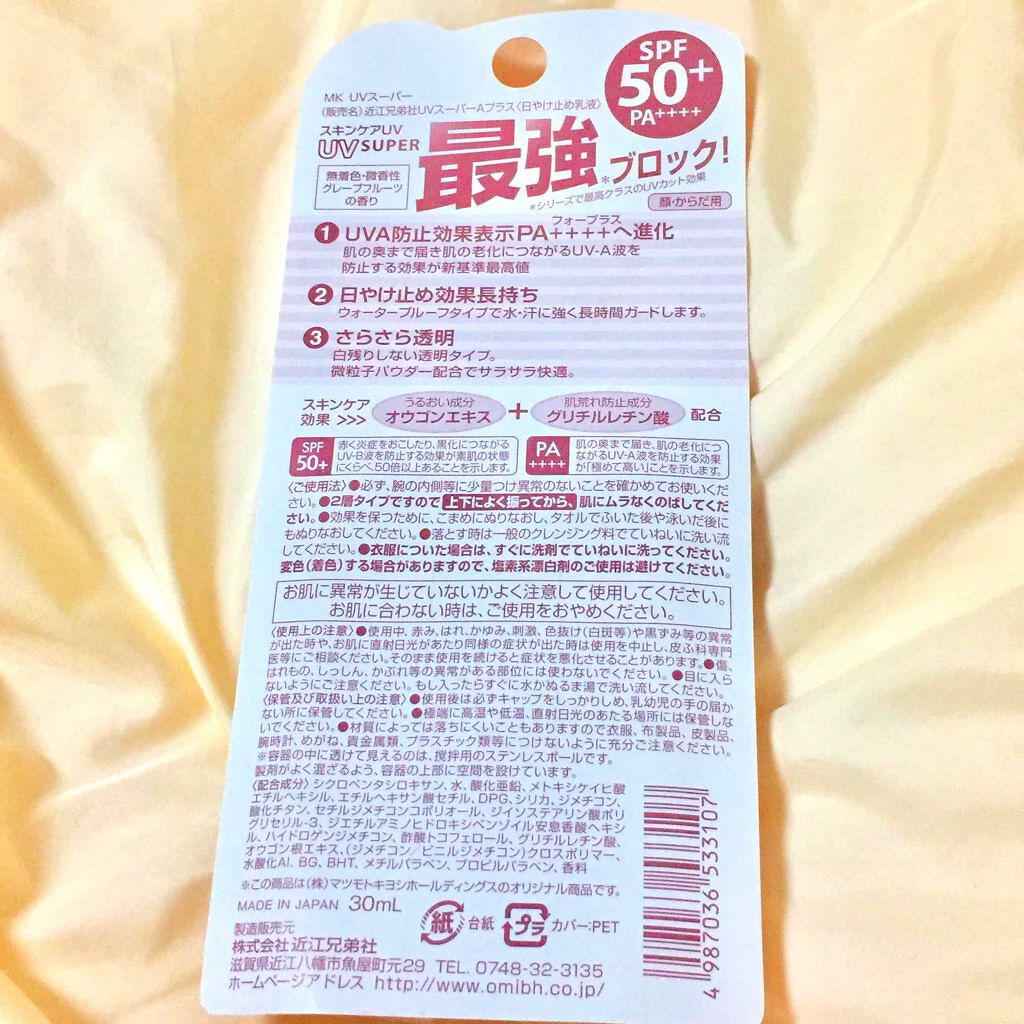 MK UVスーパー
〈販売名〉近江兄弟社UVスーパーAプラス〈日やけ止め乳液〉
スキンケアUV
UV SUPER
無着色・微香性
グレープフルーツ
の香り
SPF
50+
PA++++
最強*ブロック!
*シリーズで最高クラスのUVカット効果
顔・からだ用
フォープラス
1 UVA防止効果表示PA++++へ進化
肌の奥まで届き肌の老化につながるUV-A波を
防止する効果が新基準最高値
2 日やけ止め効果長持ち
ウォータープルーフタイプで水・汗に強く長時間ガードします。
3 さらさら透明
白残りしない透明タイプ。
微粒子パウダー配合でサラサラ快適。
スキンケア
効果 >>>
うるおい成分
オウゴンエキス
+
肌荒れ防止成分
グリチルレチン酸
配合
SPF
50+
赤く炎症をおこしたり、黒化につながる
UV-B波を防止する効果が素肌の状態
にくらべ、50倍以上あることを示します。
PA
++++
肌の奥まで届き、肌の老化につ
ながるUV-A波を防止する効果
が「極めて高い」ことを示します。
〈ご使用法〉●必ず、腕の内側等に少量つけ異常のないことを確かめてお使いくだ
さい。●2層タイプですので上下によく振ってから、肌にムラなくのばしてくだ
さい。●効果を保つために、こまめにぬりなおし、タオルでふいた後や泳いだ後に
もぬりなおしてください。●落とす時は一般のクレンジング料でていねいに洗い流
してください。●衣服についた場合は、すぐに洗剤でていねいに洗ってください。
変色(着色)する場合がありますので、塩素系漂白剤のご使用は避けてください。
お肌に異常が生じていないかよく注意して使用してください。
お肌に合わない時は、ご使用をおやめください。
〈使用上の注意〉●使用中、赤み、はれ、かゆみ、刺激、色抜け(白斑等)や黒ずみ等の異常
が出た時や、お肌に直射日光があたり同様の症状が出た時は使用を中止し、皮ふ科専門
医等にご相談ください。そのまま使用を続けると症状を悪化させることがあります。●傷、
はれもの、しっしん、かぶれ等の異常がある部位には使わないでください。●目に入ら
ないようにご注意ください。もし入ったらすぐに水かぬるま湯で洗い流してください。
〈保管及び取扱い上の注意〉●使用後は必ずキャップをしっかりしめ、乳幼児の手の届か
ない所に保管してください。●極端に高温や低温、直射日光のあたる場所には保管しな
いでください。●材質によっては落ちにくいこともありますので衣服、布製品、皮製品、
腕時計、めがね、貴金属類、プラスチック類等につけないように充分ご注意ください。
※容器の中に透けて見えるのは、撹拌用のステンレスボールです。
製剤がよく混ざるよう、容器の上部に空間を設けています。
〈配合成分〉シクロペンタシロキサン、水、酸化亜鉛、メトキシケイヒ酸
エチルヘキシル、エチルヘキサン酸セチル、DPG、シリカ、ジメチコン、
酸化チタン、セチルジメチコンコポリオール、ジイソステアリン酸ポリ
グリセリル-3、ジエチルアミノヒドロキシベンゾイル安息香酸ヘキシ
ル、ハイドロゲンジメチコン、酢酸トコフェロール、グリチルレチン酸、
オウゴン根エキス、(ジメチコン/ビニルジメチコン)クロスポリマー、
水酸化Al、BG、BHT、メチルパラベン、プロピルパラベン、香料
※この商品は(株)マツモトキヨシホールディングスのオリジナル商品です。
MADE IN JAPAN 30mL
紙 台紙
プラ カバー:PET
製造販売元
株式会社近江兄弟社
滋賀県近江八幡市魚屋町元29 TEL. 0748-32-3135
ホームページアドレス http://www.omibh.co.jp/
4 987036 533107